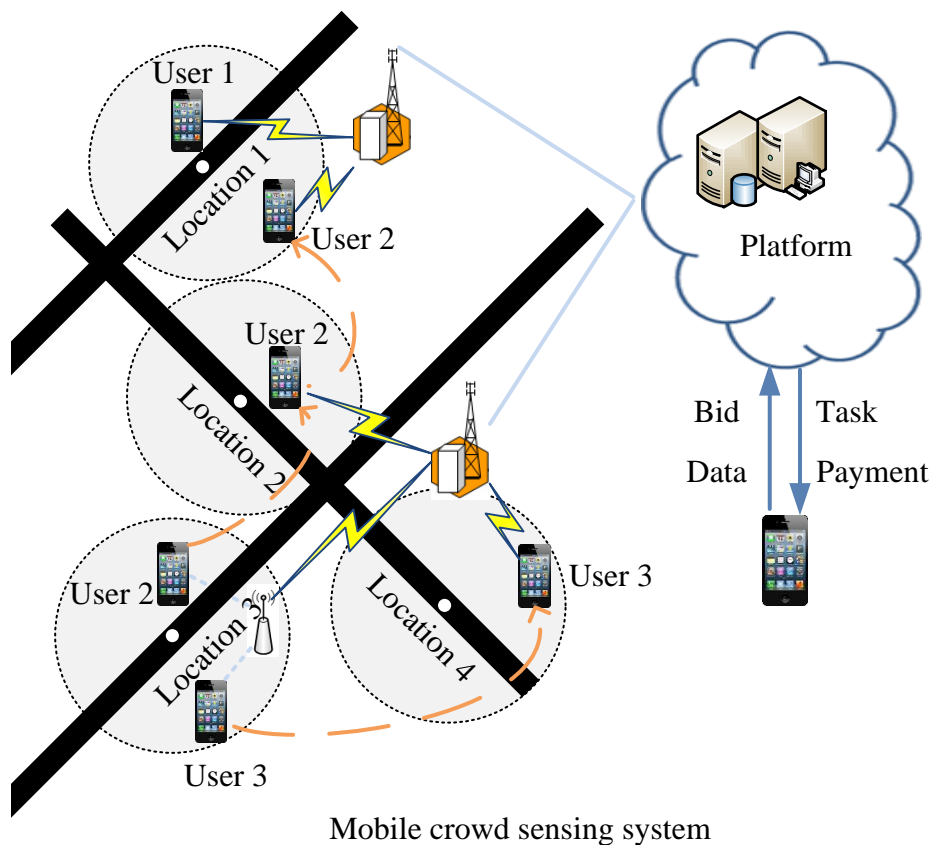 User 1
Location 1
User 2
Platform
User 2
Location 2
Bid
Task
Data
Payment
User 2
Location 3
User 3
Location 4
User 3
Mobile crowd sensing system